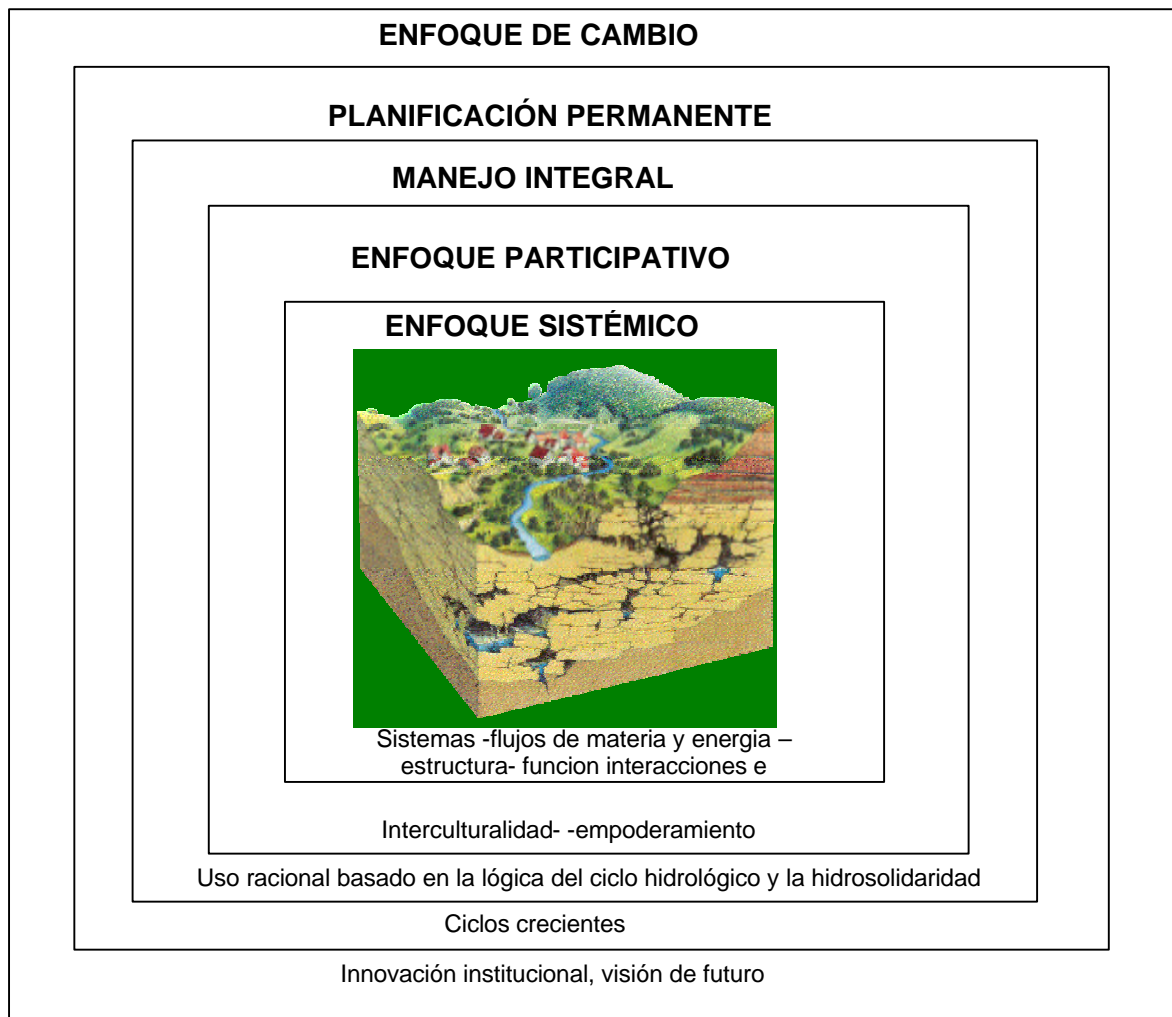 ENFOQUE DE CAMBIO
PLANIFICACIÓN PERMANENTE
MANEJO INTEGRAL
ENFOQUE PARTICIPATIVO
ENFOQUE SISTÉMICO
Sistemas -flujos de materia y energia –
estructura- funcion interacciones e
Interculturalidad- -empoderamiento
Uso racional basado en la lógica del ciclo hidrológico y la hidrosolidaridad
Ciclos crecientes
Innovación institucional, visión de futuro